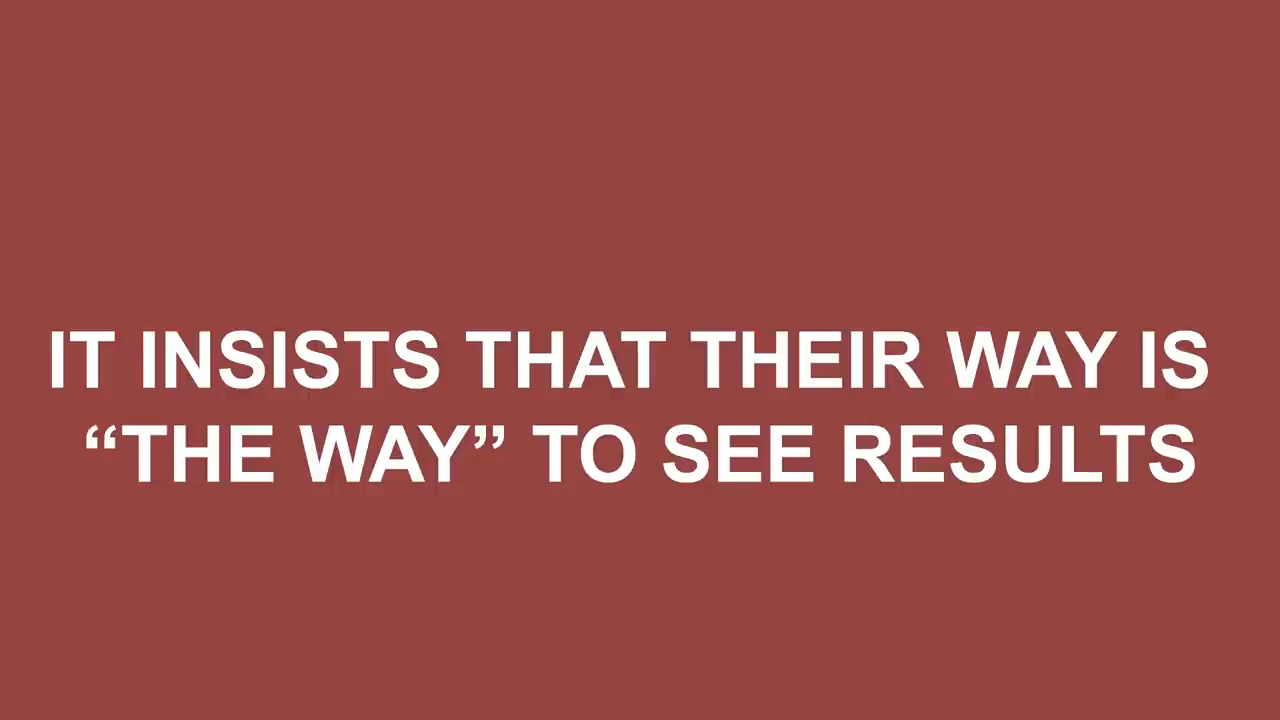 IT INSISTS THAT THEIR WAY IS
“THE WAY” TO SEE RESULTS